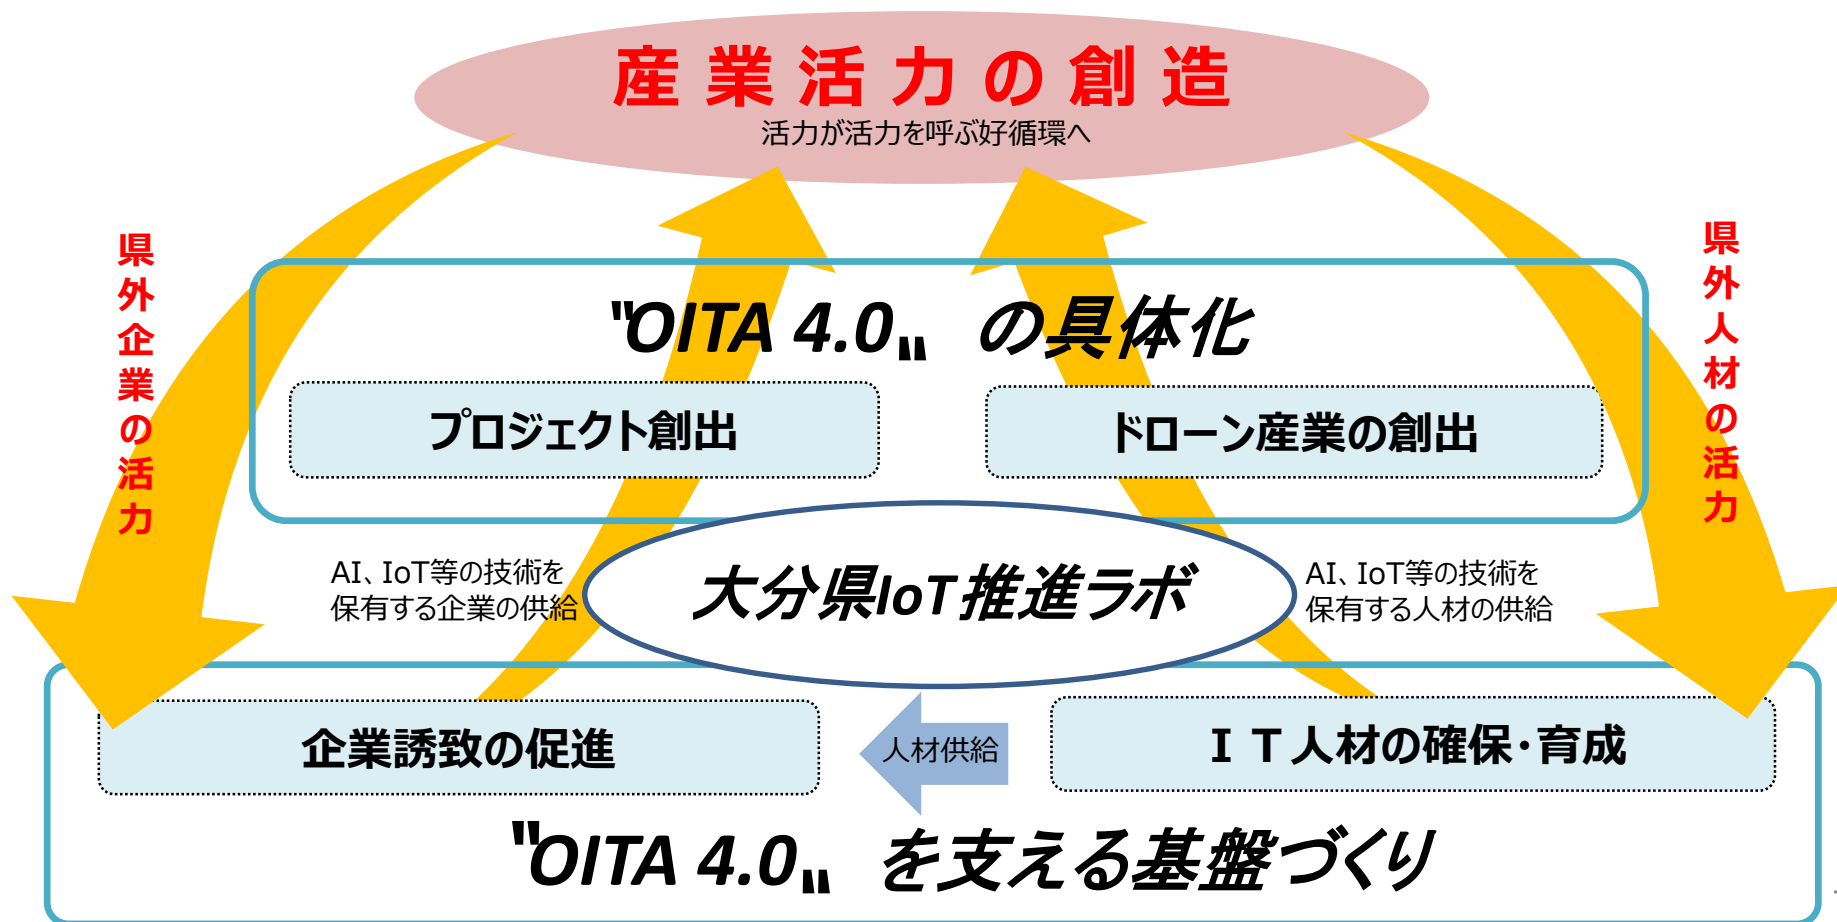 産業活力の創造
活力が活力を呼ぶ好循環へ
県外企業の活力
県外人材の活力
〝OITA 4.0〟の具体化
プロジェクト創出
ドローン産業の創出
AI、IoT等の技術を
保有する企業の供給
大分県IoT推進ラボ
AI、IoT等の技術を
保有する人材の供給
企業誘致の促進
人材供給
ＩＴ人材の確保・育成
〝OITA 4.0〟を支える基盤づくり